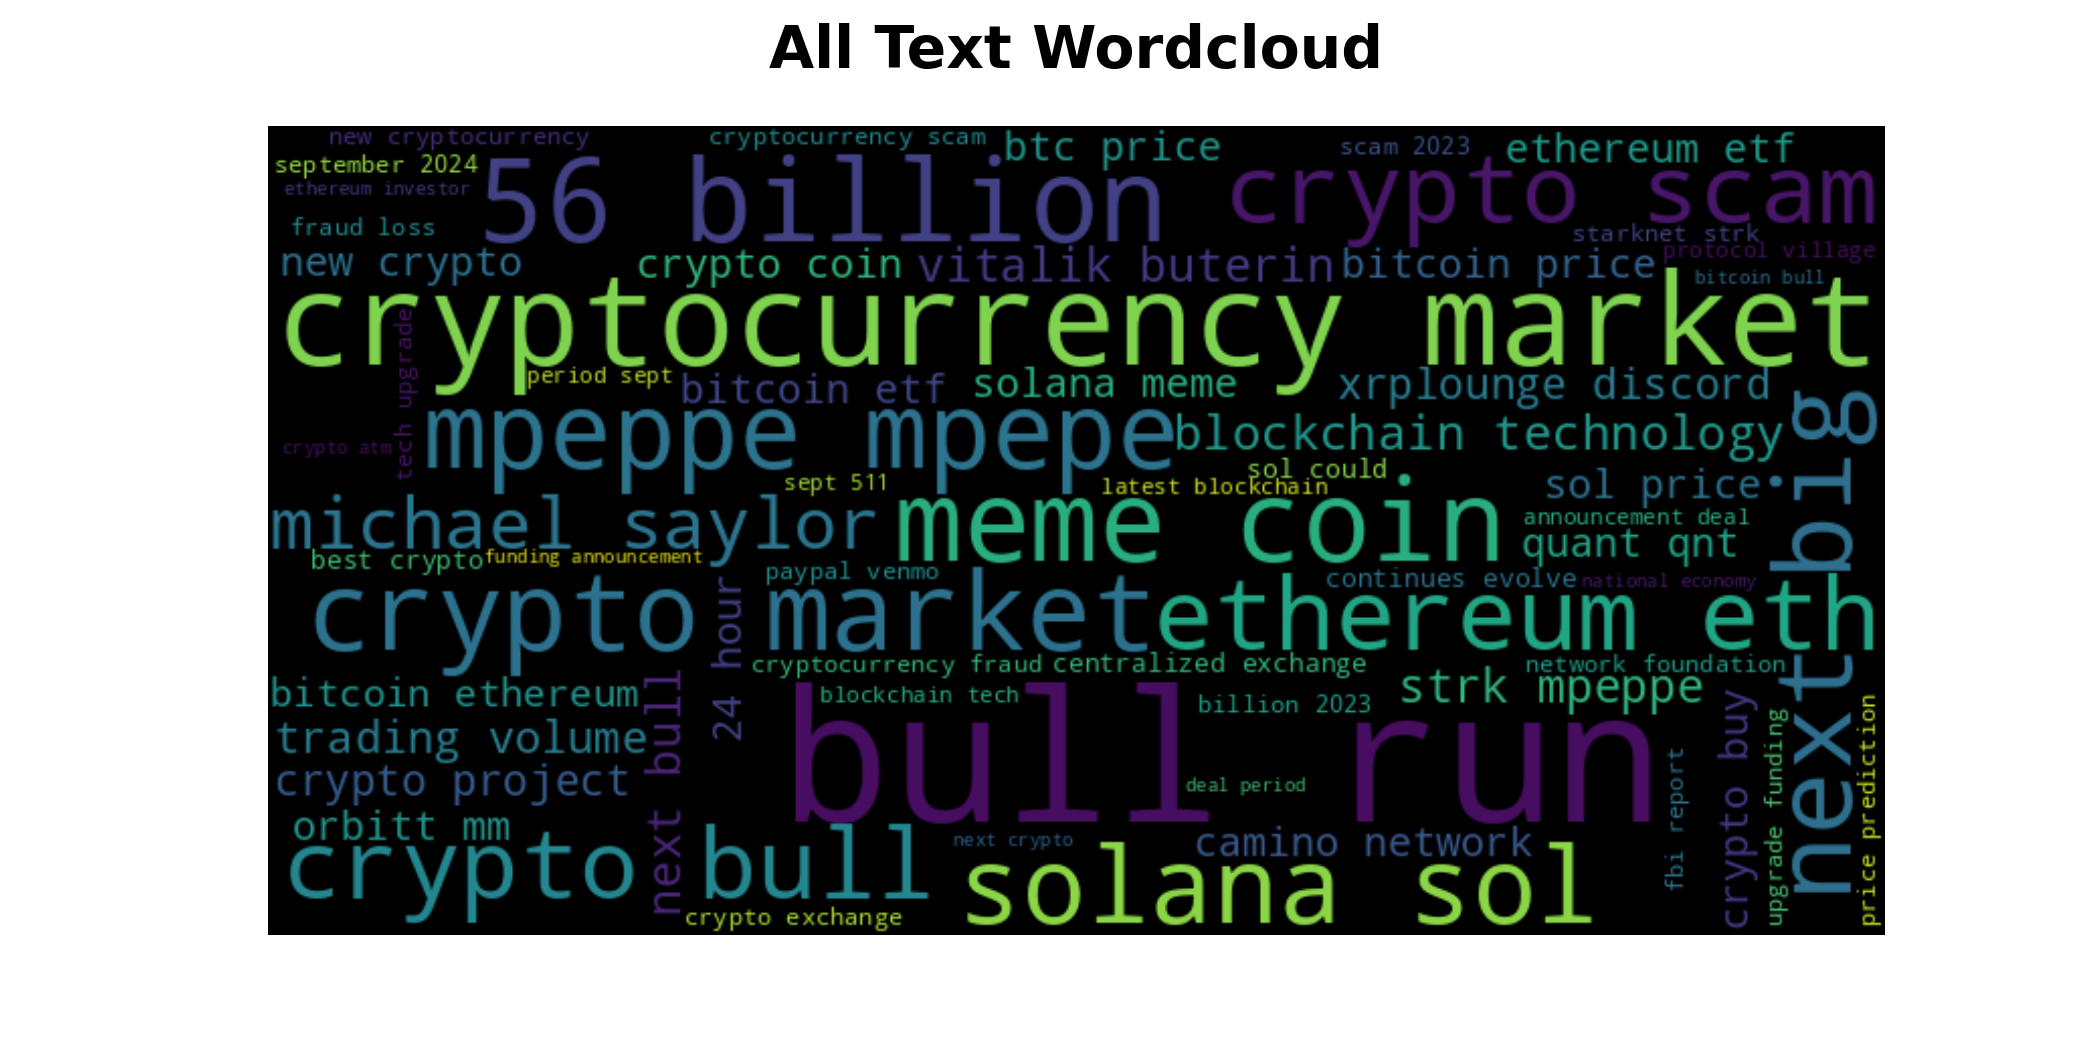 All Text Wordcloud
new cryptocurrency
cryptocurrency scam
btc price
scam 2023
ethereum etf
september 2024
56 billion
crypto scam
ethereum investor
fraud loss
starknet strk
new crypto
crypto coin
vitalik buterin
bitcoin price
protocol village
bitcoin bull
cryptocurrency market
tech upgrade
period sept
bitcoin etf
solana meme
xrplounge discord
mpeppe mpepe
blockchain technology
next big
crypto atm
sol could
sept 511
latest blockchain
sol price
michael saylor
meme coin
announcement deal
quant qnt
best crypto
funding announcement
paypal venmo
continues evolve
national economy
crypto market
24 hour
ethereum eth
cryptocurrency fraud
centralized exchange
network foundation
bitcoin ethereum
next bull
blockchain tech
billion 2023
strk mpeppe
trading volume
bull run
crypto project
deal period
fbi report
crypto buy
upgrade funding
price prediction
orbitt mm
crypto bull
next crypto
camino network
solana sol
crypto exchange